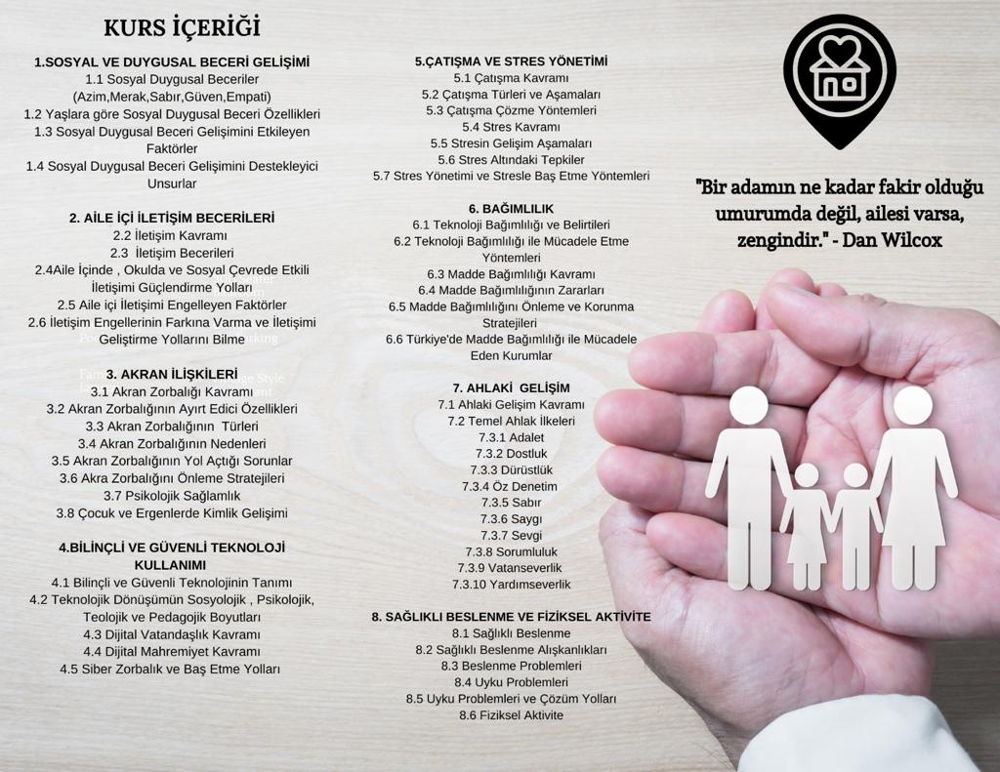 KURS İÇERİĞİ
1.SOSYAL VE DUYGUSAL BECERİ GELİŞİMİ
1.1 Sosyal Duygusal Beceriler
(Azim,Merak,Sabır,Güven,Empati)
1.2 Yaşlara göre Sosyal Duygusal Beceri Özellikleri
1.3 Sosyal Duygusal Beceri Gelişimini Etkileyen
Faktörler
1.4 Sosyal Duygusal Beceri Gelişimini Destekleyici
Unsurlar
2. AİLE İÇİ İLETİŞİM BECERİLERİ
2.2 İletişim Kavramı
2.3 İletişim Becerileri
2.4Aile İçinde , Okulda ve Sosyal Çevrede Etkili
İletişimi Güçlendirme Yolları
2.5 Aile içi İletişimi Engelleyen Faktörler
2.6 İletişim Engellerinin Farkına Varma ve İletişimi
Geliştirme Yollarını Bilme
3. AKRAN İLİŞKİLERİ
3.1 Akran Zorbalığı Kavramı
3.2 Akran Zorbalığının Ayırt Edici Özellikleri
3.3 Akran Zorbalığının Türleri
3.4 Akran Zorbalığının Nedenleri
3.5 Akran Zorbalığının Yol Açtığı Sorunlar
3.6 Akra Zorbalığını Önleme Stratejileri
3.7 Psikolojik Sağlamlık
3.8 Çocuk ve Ergenlerde Kimlik Gelişimi
4.BİLİNÇLİ VE GÜVENLİ TEKNOLOJİ
KULLANIMI
4.1 Bilinçli ve Güvenli Teknolojinin Tanımı
4.2 Teknolojik Dönüşümün Sosyolojik , Psikolojik,
Teolojik ve Pedagojik Boyutları
4.3 Dijital Vatandaşlık Kavramı
4.4 Dijital Mahremiyet Kavramı
4.5 Siber Zorbalık ve Baş Etme Yolları
5.ÇATIŞMA VE STRES YÖNETİMİ
5.1 Çatışma Kavramı
5.2 Çatışma Türleri ve Aşamaları
5.3 Çatışma Çözme Yöntemleri
5.4 Stres Kavramı
5.5 Stresin Gelişim Aşamaları
5.6 Stres Altındaki Tepkiler
5.7 Stres Yönetimi ve Stresle Baş Etme Yöntemleri
6. BAĞIMLILIK
6.1 Teknoloji Bağımlılığı ve Belirtileri
6.2 Teknoloji Bağımlılığı ile Mücadele Etme
Yöntemleri
6.3 Madde Bağımlılığı Kavramı
6.4 Madde Bağımlılığının Zararları
6.5 Madde Bağımlılığını Önleme ve Korunma
Stratejileri
6.6 Türkiye'de Madde Bağımlılığı ile Mücadele
Eden Kurumlar
7. AHLAKİ GELİŞİM
7.1 Ahlaki Gelişim Kavramı
7.2 Temel Ahlak İlkeleri
7.3.1 Adalet
7.3.2 Dostluk
7.3.3 Dürüstlük
7.3.4 Öz Denetim
7.3.5 Sabır
7.3.6 Saygı
7.3.7 Sevgi
7.3.8 Sorumluluk
7.3.9 Vatanseverlik
7.3.10 Yardımseverlik
8. SAĞLIKLI BESLENME VE FİZİKSEL AKTİVİTE
8.1 Sağlıklı Beslenme
8.2 Sağlıklı Beslenme Alışkanlıkları
8.3 Beslenme Problemleri
8.4 Uyku Problemleri
8.5 Uyku Problemleri ve Çözüm Yolları
8.6 Fiziksel Aktivite
"Bir adamın ne kadar fakir olduğu
umurumda değil, ailesi varsa,
zengindir." - Dan Wilcox